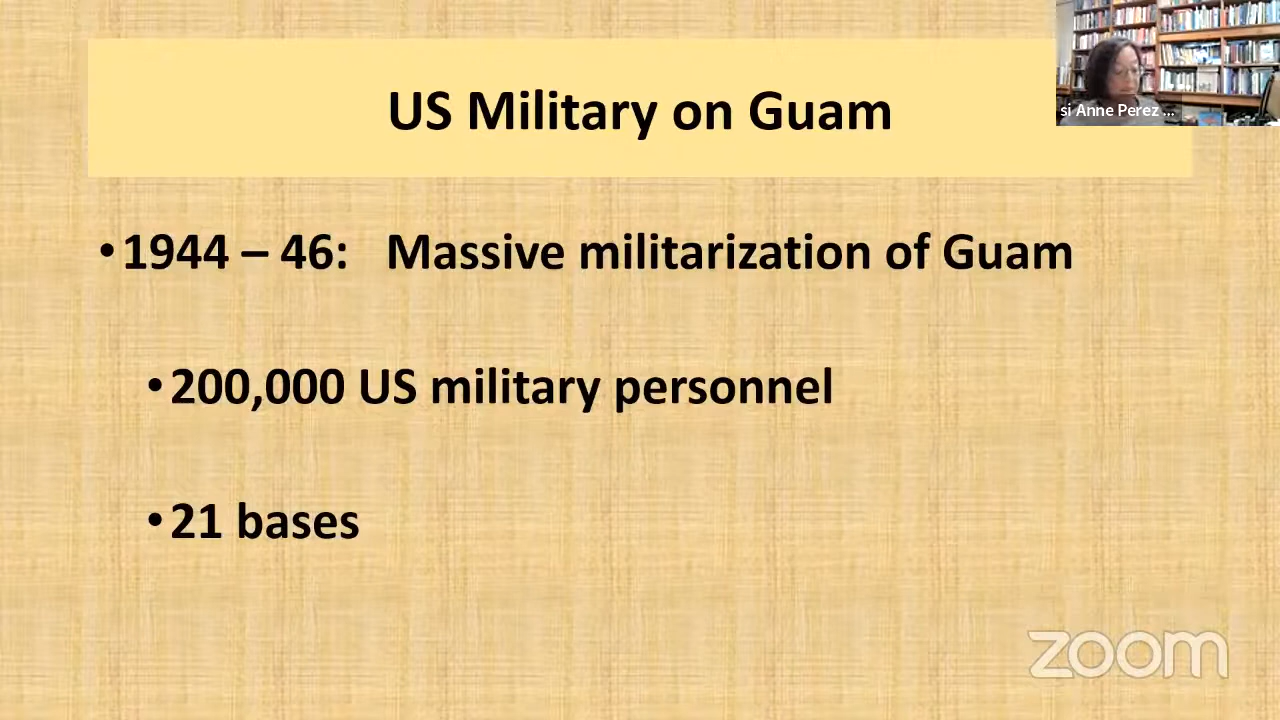 US Military on Guam
si Anne Perez ...
•1944 – 46: Massive militarization of Guam
•200,000 US military personnel
•21 bases
zoom